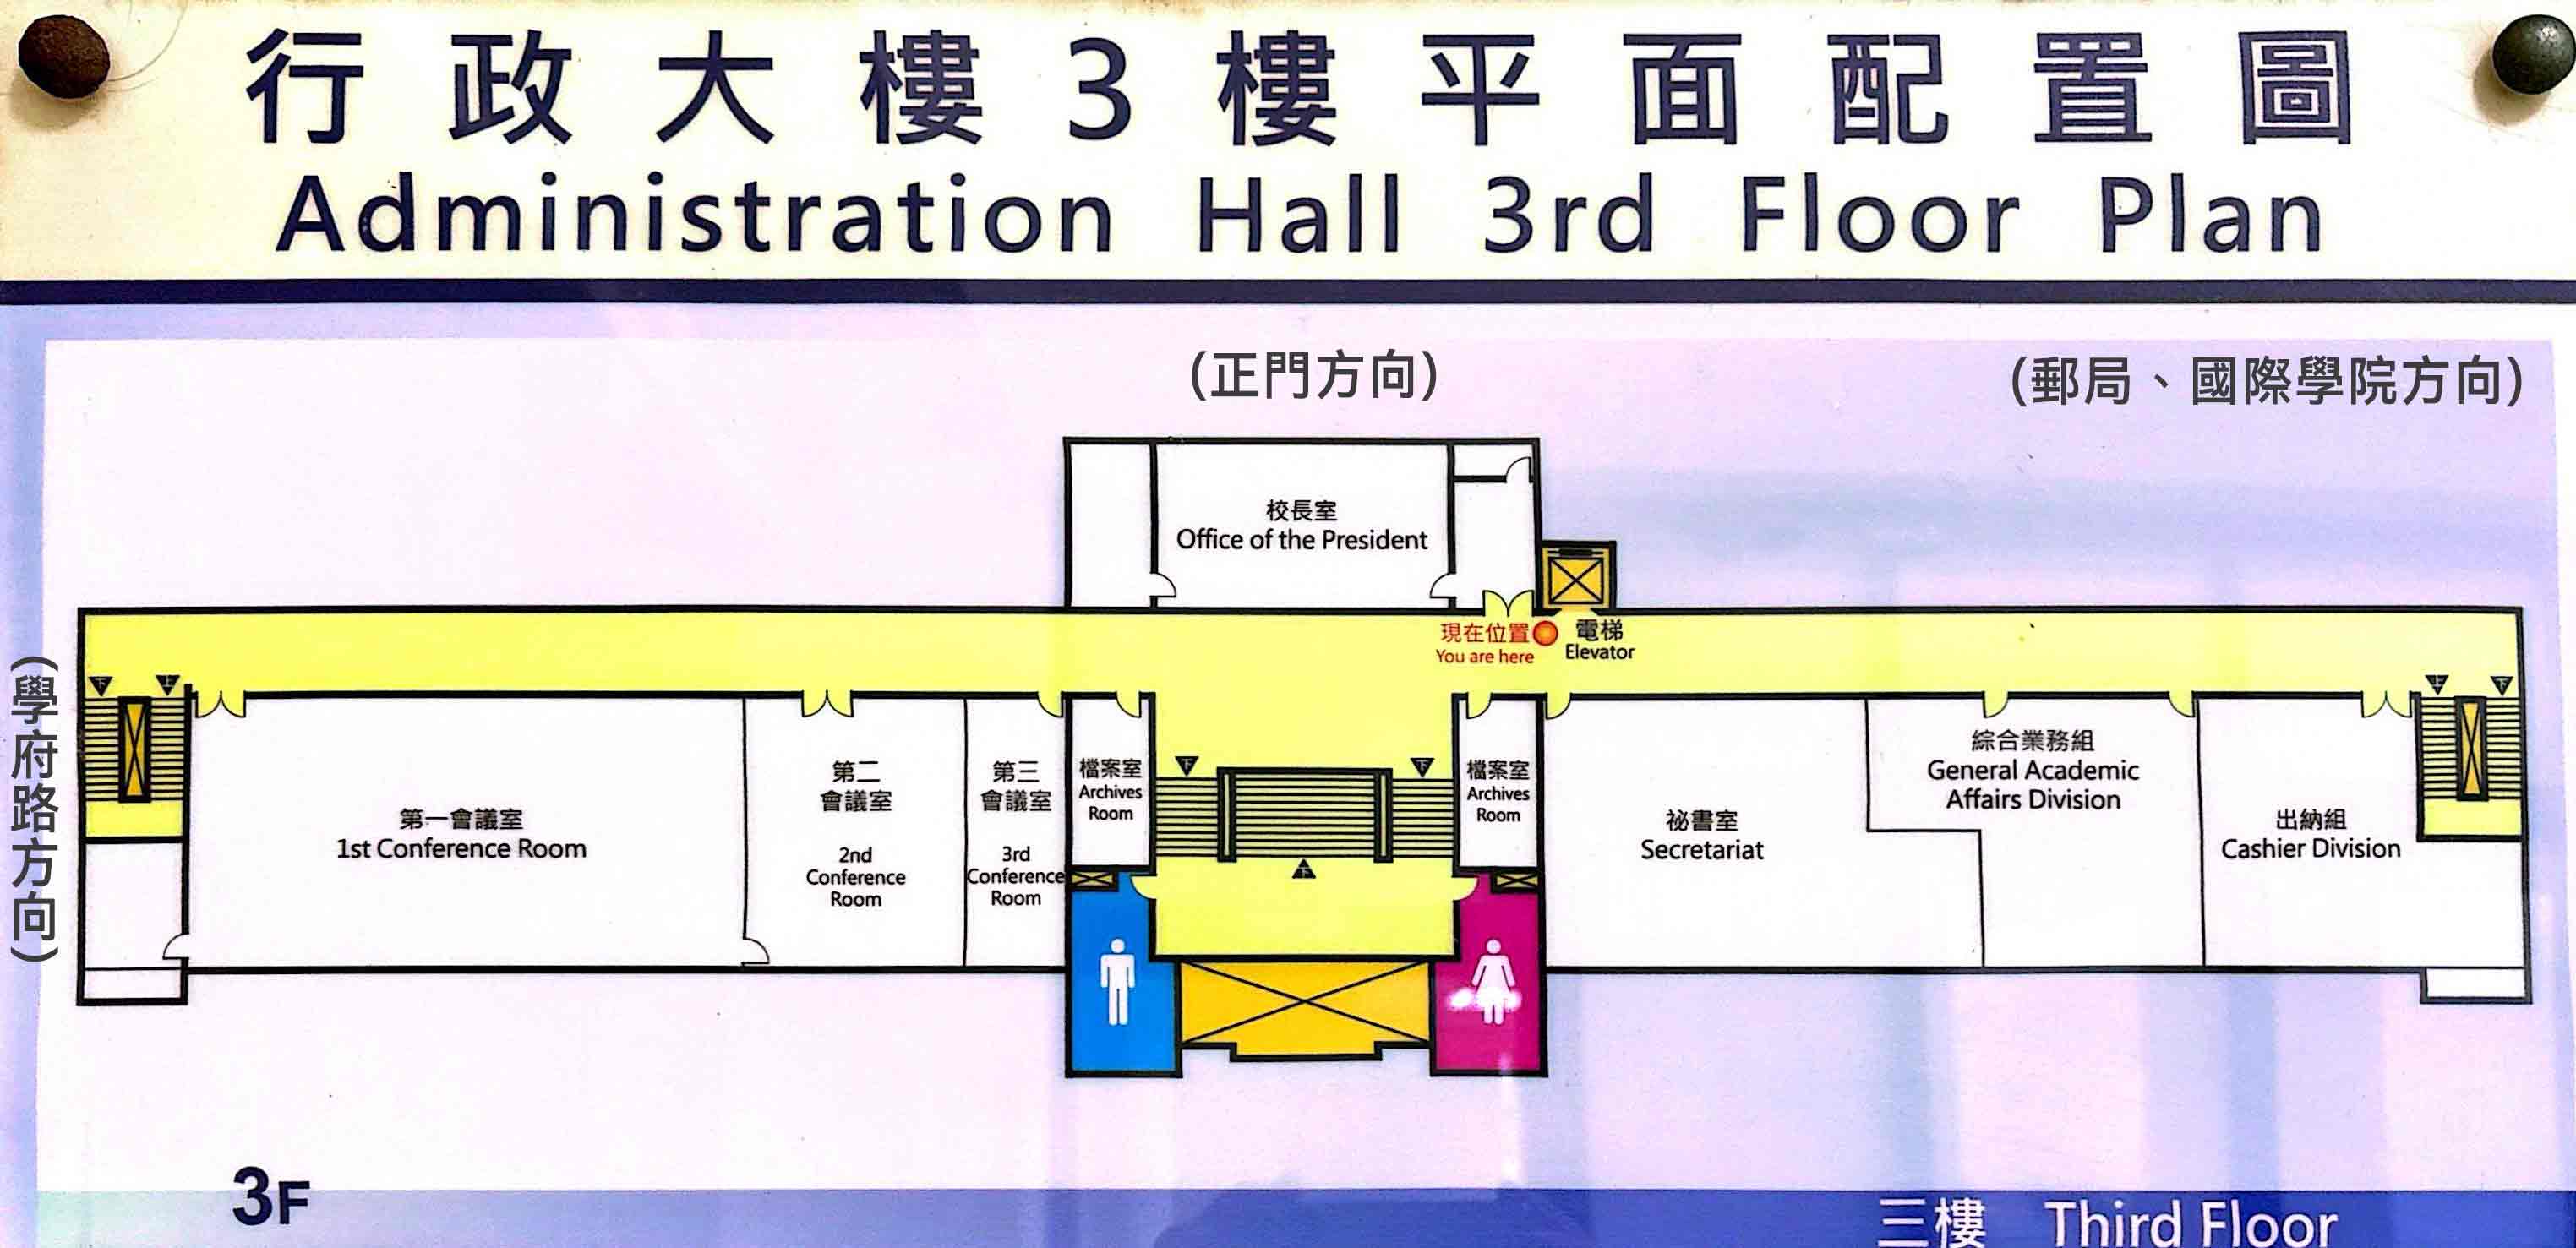 行政大樓3樓平面配置圖
Administration Hall 3rd Floor Plan
(正門方向)
(郵局、國際學院方向)
(學府路方向)
校長室
Office of the President
現在位置
You are here
電梯
Elevator
下
上
上
下
第一會議室
1st Conference Room
第二
會議室
2nd
Conference
Room
第三
會議室
3rd
Conference
Room
檔案室
Archives
Room
下
下
下
檔案室
Archives
Room
祕書室
Secretariat
綜合業務組
General Academic
Affairs Division
出納組
Cashier Division
3F
三樓 Third Floor